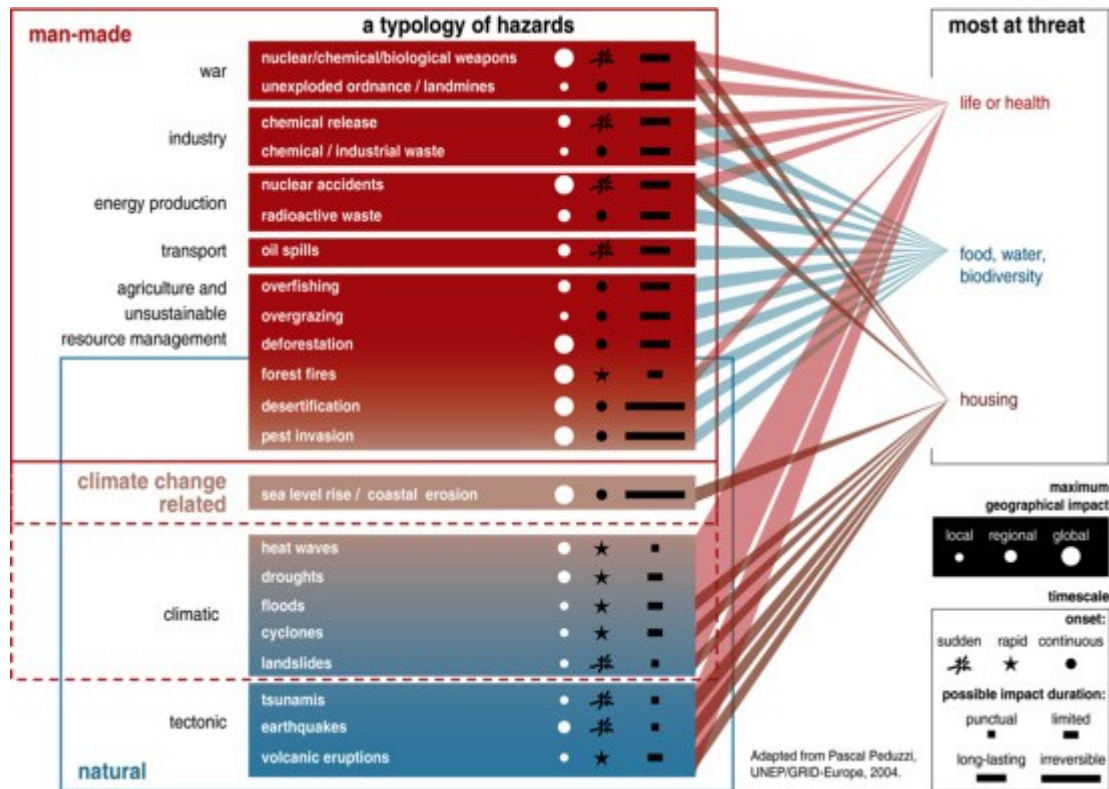 man-made
a typology of hazards
most at threat
war
nuclear/chemical/biological weapons
unexploded ordnance / landmines
industry
chemical release
chemical / industrial waste
energy production
nuclear accidents
radioactive waste
transport
oil spills
agriculture and
unsustainable
resource management
overfishing
overgrazing
deforestation
forest fires
desertification
pest invasion
climate change
related
sea level rise / coastal erosion
climatic
heat waves
droughts
floods
cyclones
landslides
tectonic
tsunamis
earthquakes
volcanic eruptions
natural
life or health
food, water,
biodiversity
housing
maximum
geographical impact
local regional global
timescale
onset:
sudden rapid continuous
possible impact duration:
punctual limited
long-lasting irreversible
Adapted from Pascal Peduzzi,
UNEP/GRID-Europe, 2004.